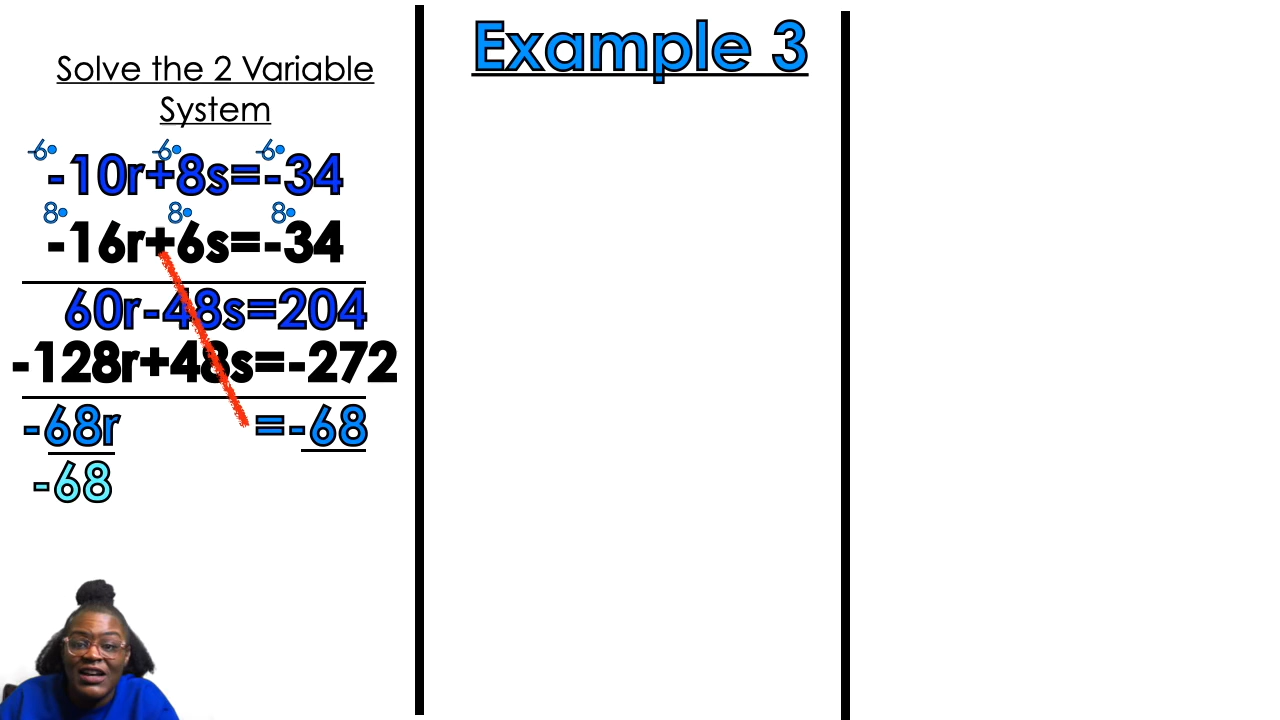 Solve the 2 Variable
System
-6• -6• -6•
-10r+8s=-34
8• 8• 8•
-16r+6s=-34
60r-48s=204
-128r+48s=-272
-68r =-68
-68
Example 3